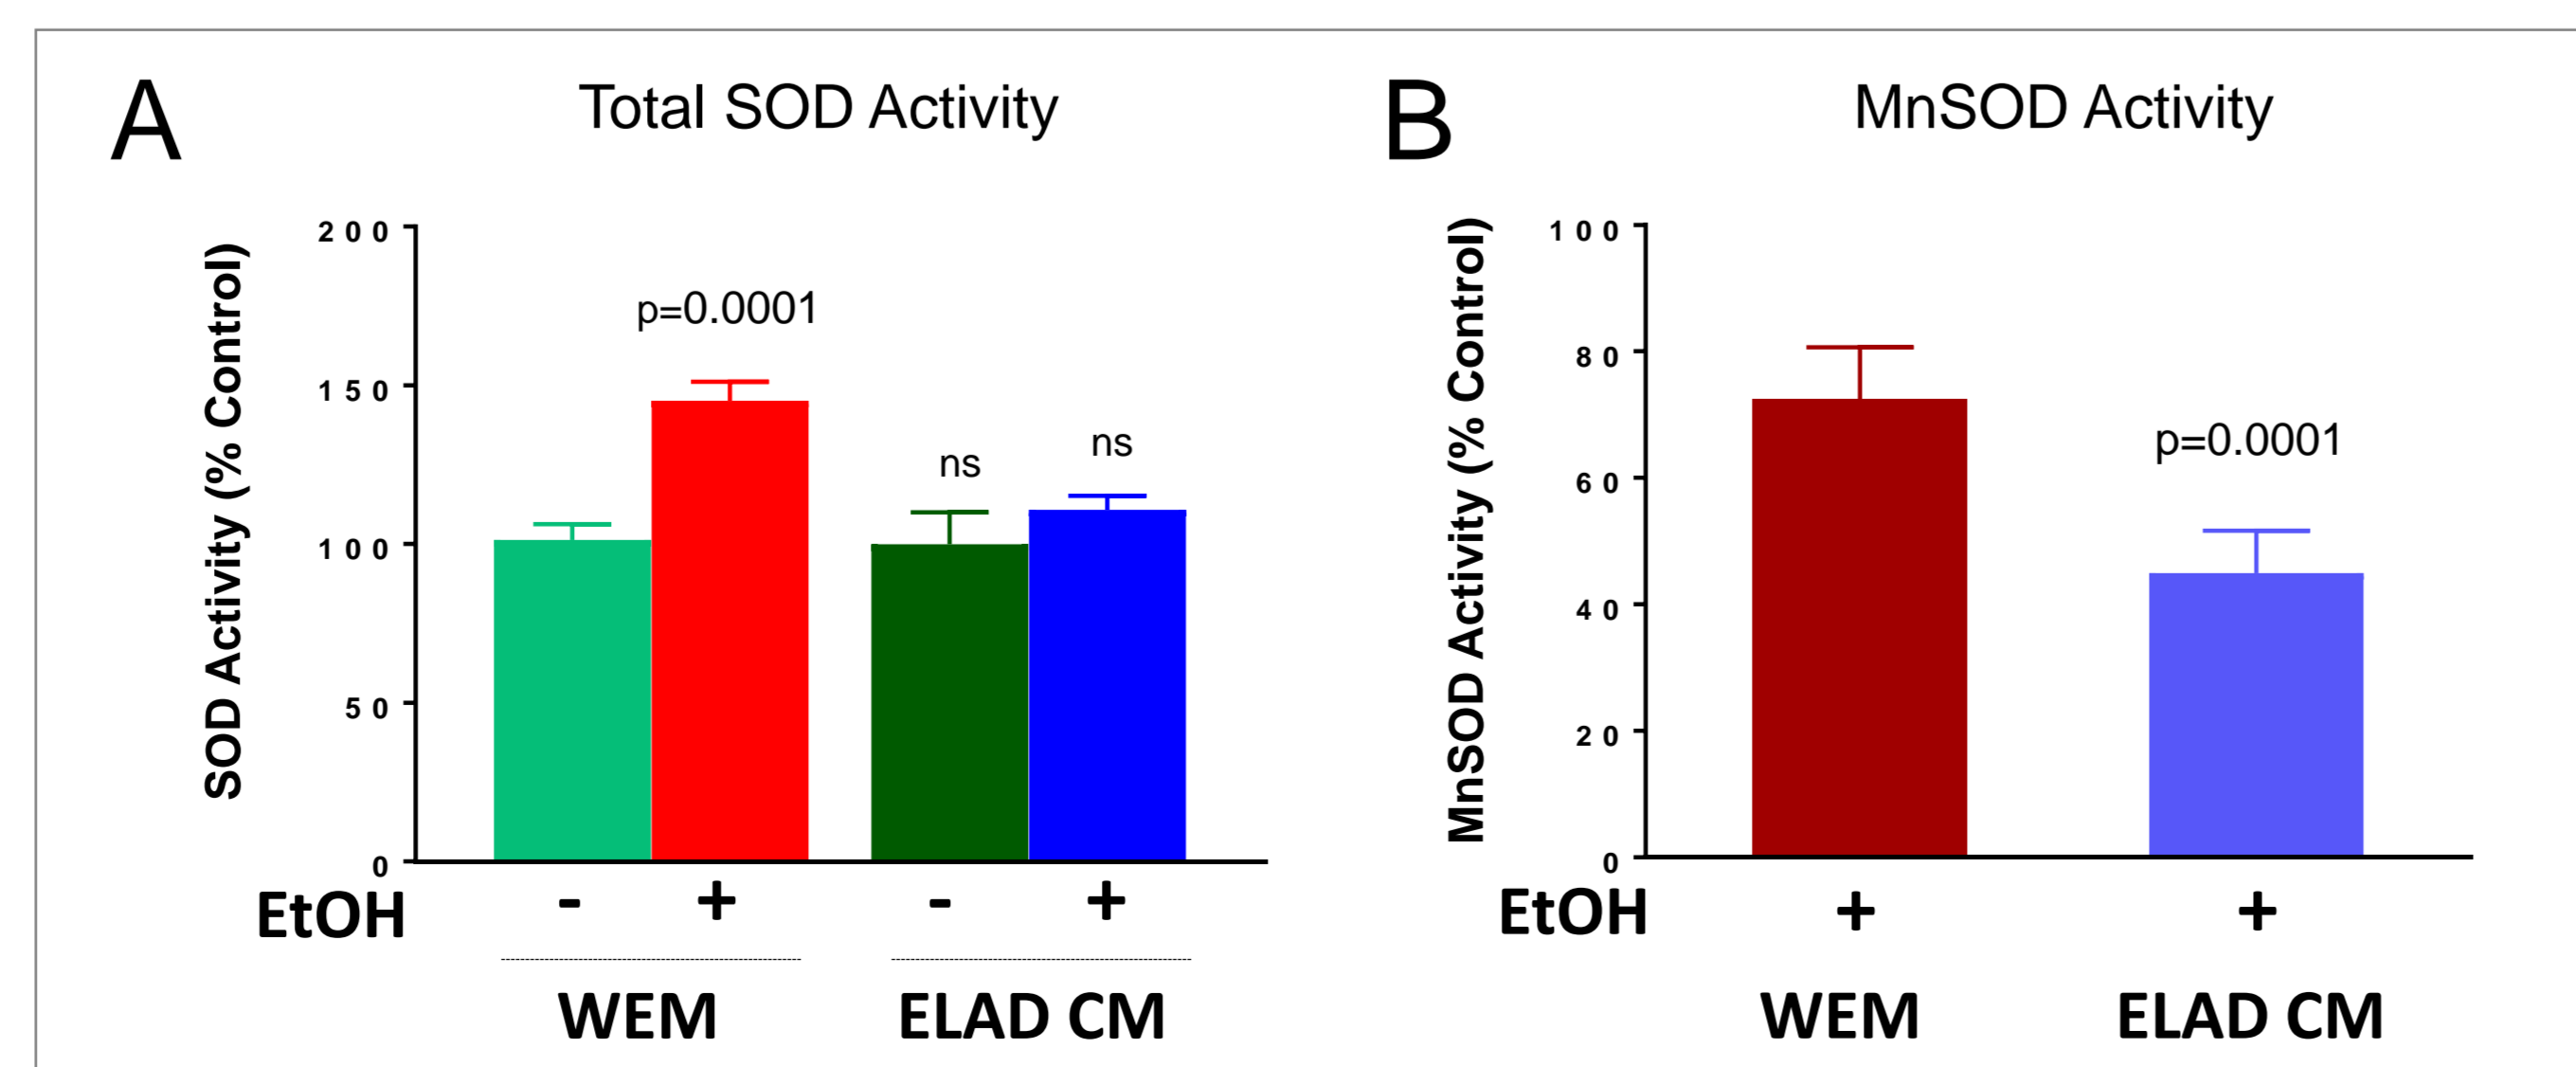 A
Total SOD Activity
SOD Activity (% Control)
200
150
100
50
0
p=0.0001
ns
ns
EtOH - + - +
WEM ELAD CM
B
MnSOD Activity
MnSOD Activity (% Control)
100
80
60
40
20
0
p=0.0001
EtOH + +
WEM ELAD CM